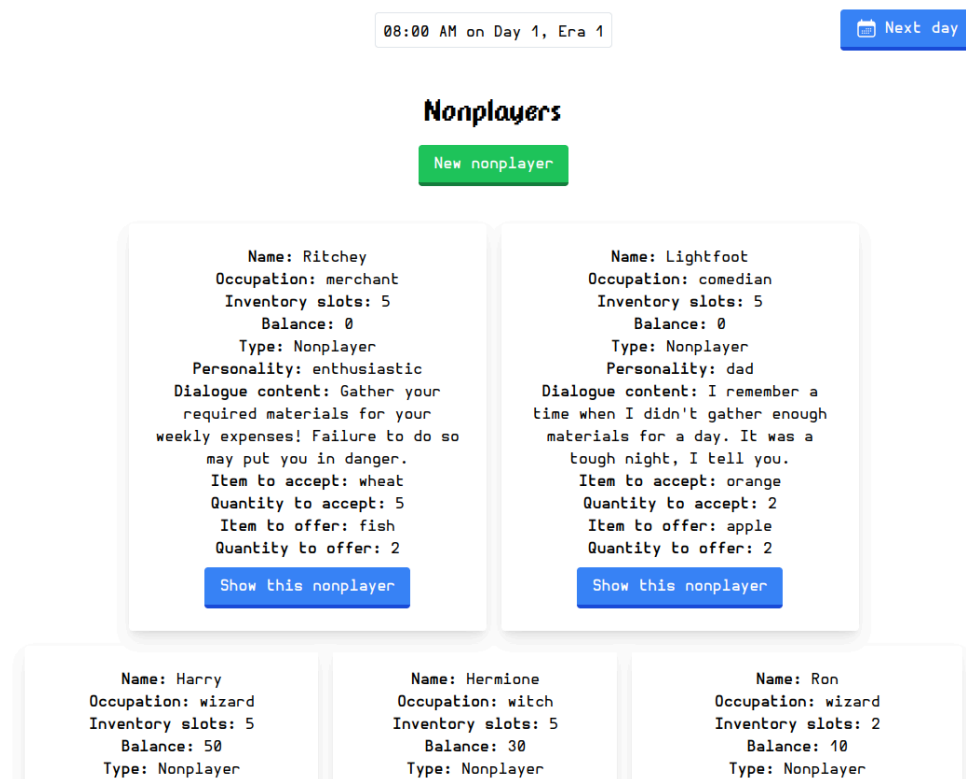 08:00 AM on Day 1, Era 1
Next day
Nonplayers
New nonplayer
Name: Ritchey
Occupation: merchant
Inventory slots: 5
Balance: 0
Type: Nonplayer
Personality: enthusiastic
Dialogue content: Gather your
required materials for your
weekly expenses! Failure to do so
may put you in danger.
Item to accept: wheat
Quantity to accept: 5
Item to offer: fish
Quantity to offer: 2
Show this nonplayer
Name: Lightfoot
Occupation: comedian
Inventory slots: 5
Balance: 0
Type: Nonplayer
Personality: dad
Dialogue content: I remember a
time when I didn't gather enough
materials for a day. It was a
tough night, I tell you.
Item to accept: orange
Quantity to accept: 2
Item to offer: apple
Quantity to offer: 2
Show this nonplayer
Name: Harry
Occupation: wizard
Inventory slots: 5
Balance: 50
Type: Nonplayer
Name: Hermione
Occupation: witch
Inventory slots: 5
Balance: 30
Type: Nonplayer
Name: Ron
Occupation: wizard
Inventory slots: 2
Balance: 10
Type: Nonplayer